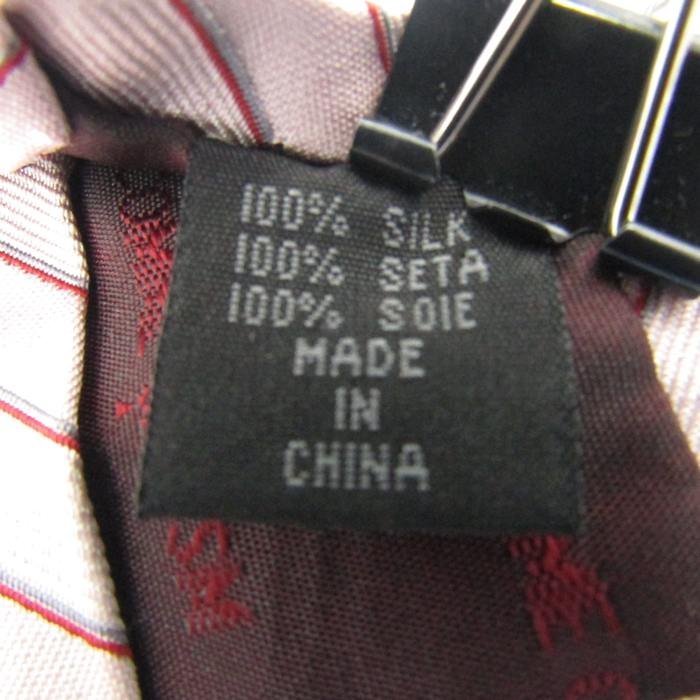 100% SILK
100% SETA
100% SOIE
MADE
IN
CHINA